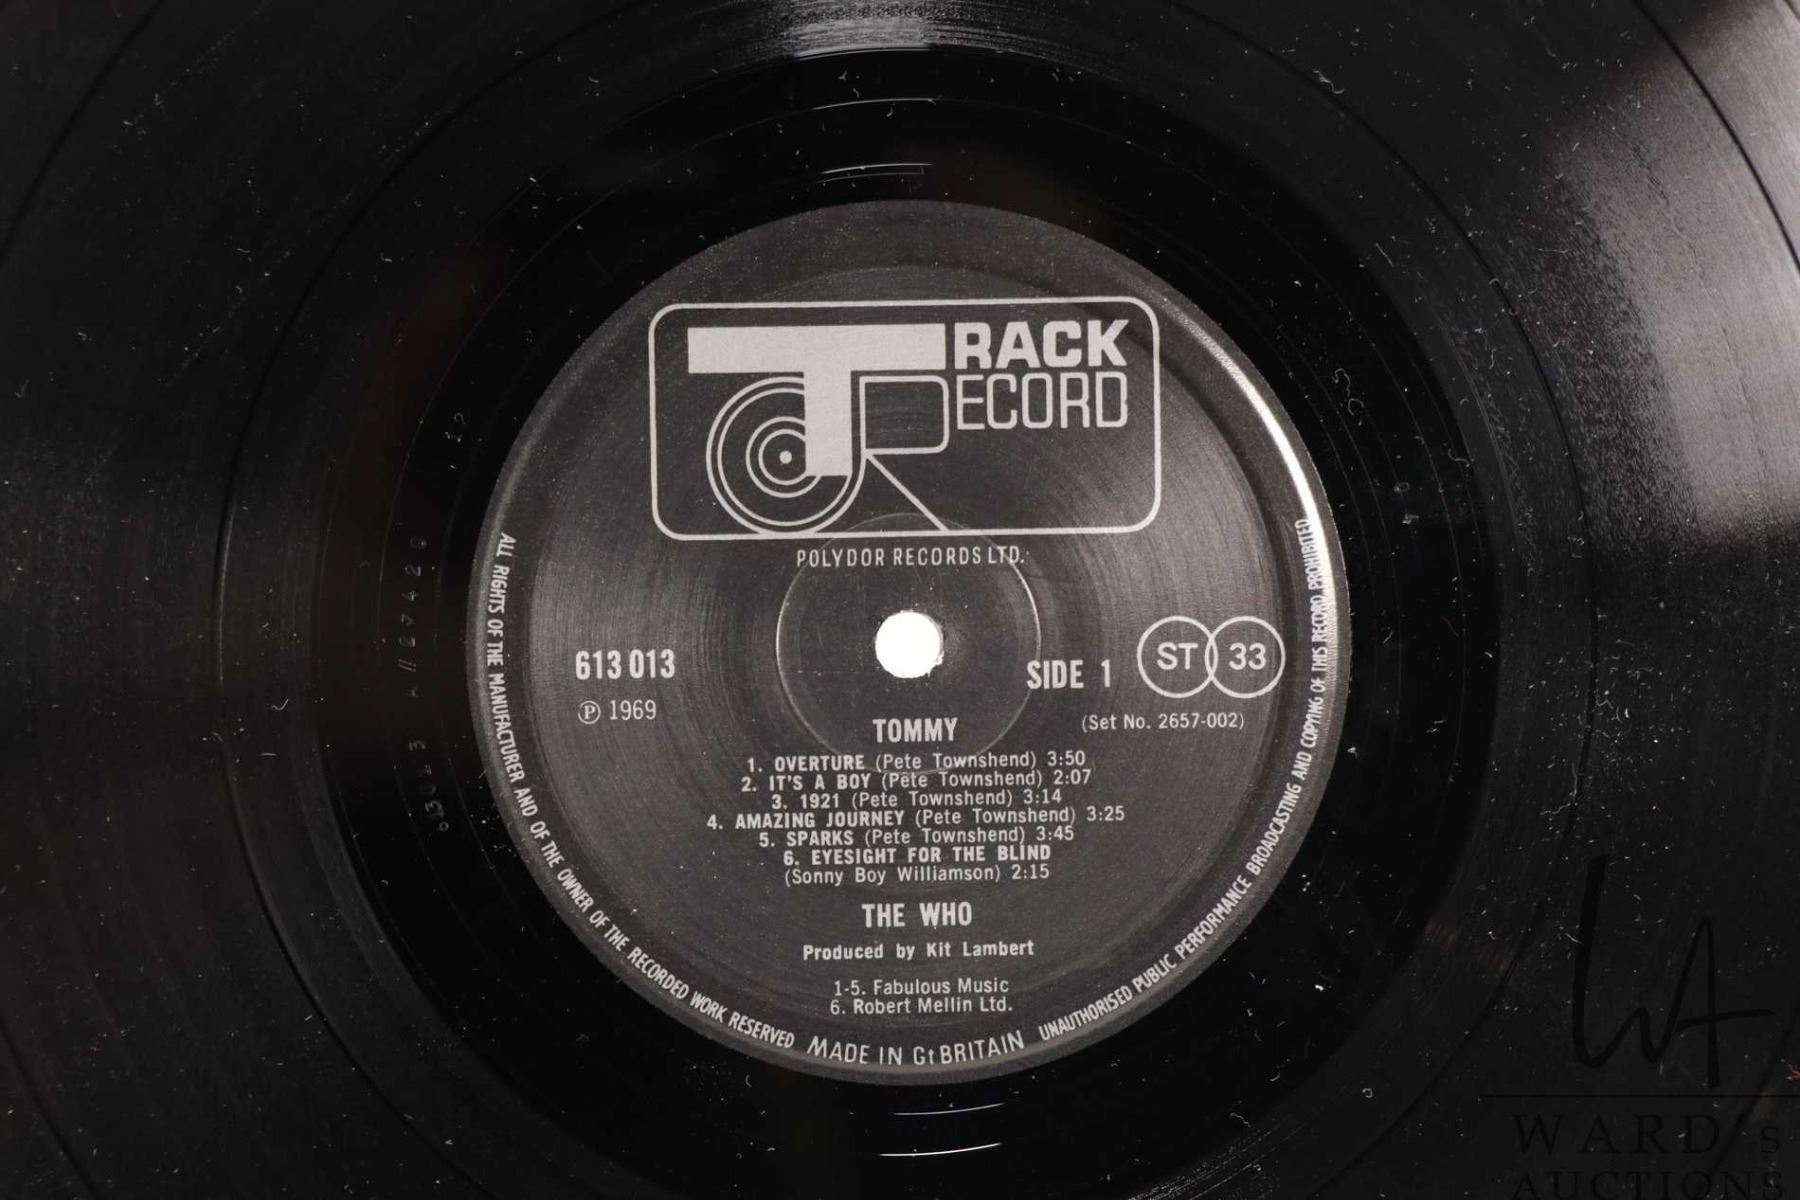 TRACK
RECORD
POLYDOR RECORDS LTD.
613 013
SIDE 1
ST 33
℗ 1969
(Set No. 2657-002)
TOMMY
1. OVERTURE (Pete Townshend) 3:50
2. IT'S A BOY (Pete Townshend) 2:07
3. 1921 (Pete Townshend) 3:14
4. AMAZING JOURNEY (Pete Townshend) 3:25
5. SPARKS (Pete Townshend) 3:45
6. EYESIGHT FOR THE BLIND
(Sonny Boy Williamson) 2:15
THE WHO
Produced by Kit Lambert
1-5. Fabulous Music
6. Robert Mellin Ltd.
ALL RIGHTS OF THE MANUFACTURER AND OF THE OWNER OF THE RECORDED WORK RESERVED MADE IN Gt BRITAIN UNAUTHORISED PUBLIC PERFORMANCE BROADCASTING AND COPYING OF THIS RECORD PROHIBITED
WA
WARD'S
AUCTIONS